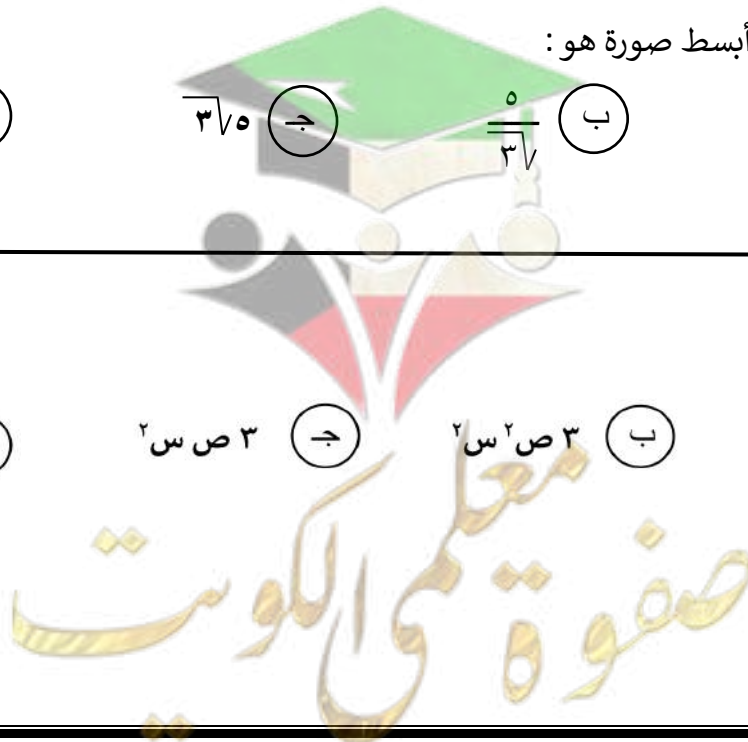 أبسط صورة هو :
ب ٥/√٣ جـ ٥√٣
ب ٣ ص٢ س٢ جـ ٣ ص س٢
صفوة معلمي الكويت